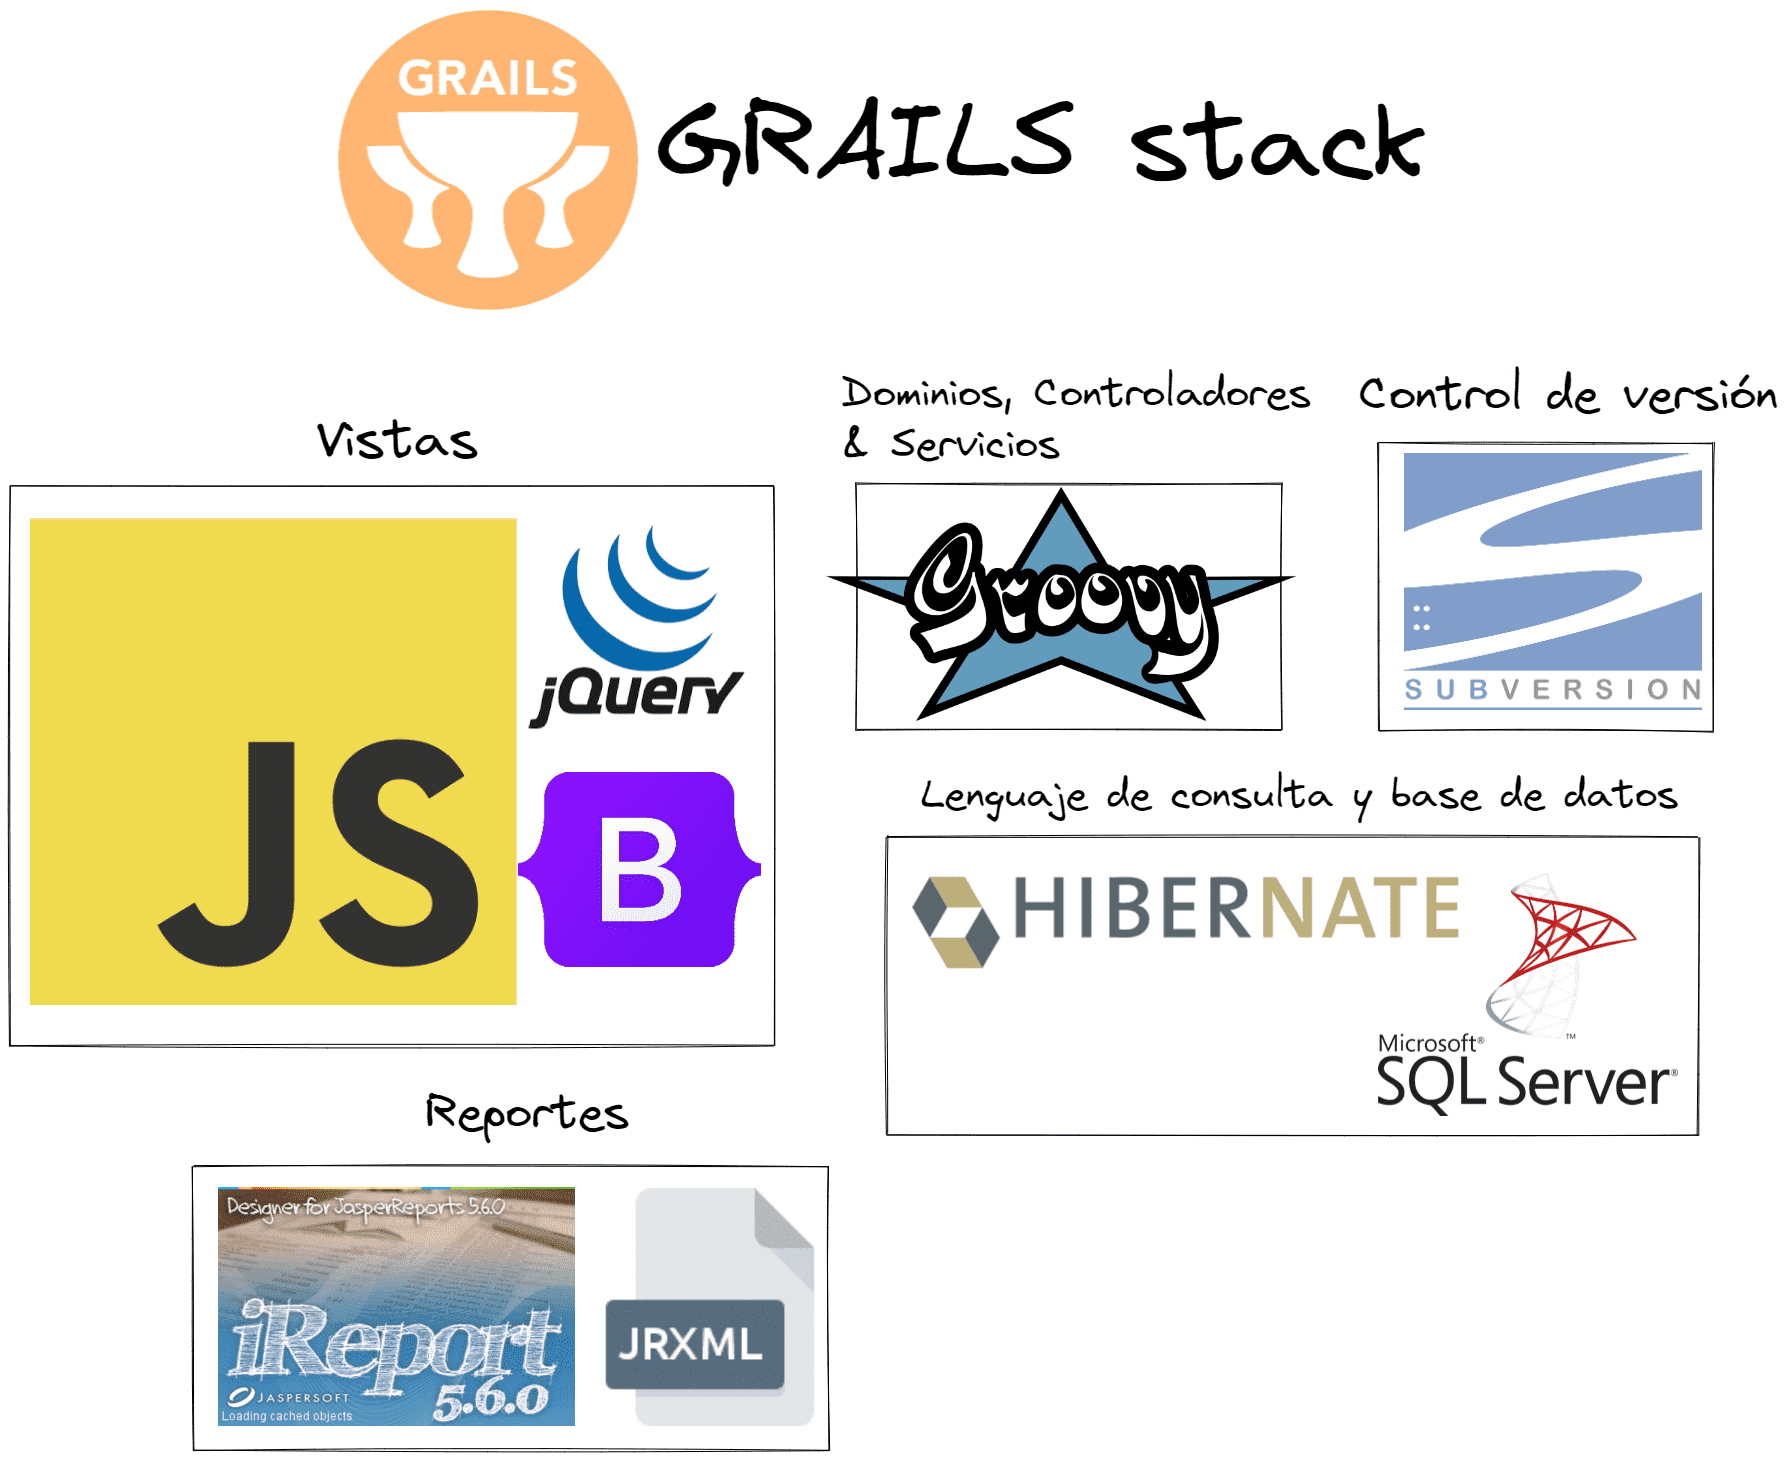 GRAILS
GRAILS stack
Vistas
JS
jQuery
B
Dominios, Controladores
& Servicios
Groovy
Control de versión
SUBVERSION
Lenguaje de consulta y base de datos
HIBERNATE
TM
Microsoft®
SQL Server®
Reportes
Designer for JasperReports 5.6.0
iReport
5.6.0
JASPERSOFT
Loading cached objects
JRXML